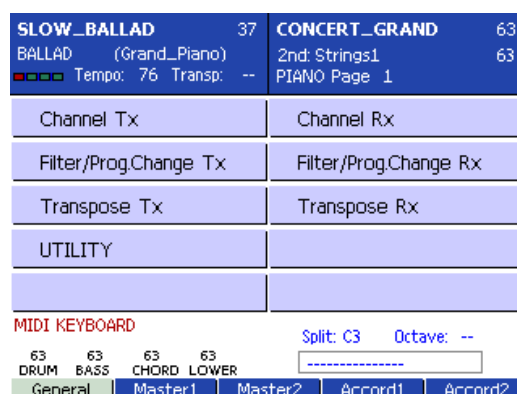 SLOW_BALLAD 37 CONCERT_GRAND 63
BALLAD (Grand_Piano) 2nd: Strings1 63
Tempo: 76 Transp: -- PIANO Page 1
Channel Tx Channel Rx
Filter/Prog.Change Tx Filter/Prog.Change Rx
Transpose Tx Transpose Rx
UTILITY
MIDI KEYBOARD
Split: C3 Octave: --
63 63 63 63
DRUM BASS CHORD LOWER ---------------
General Master1 Master2 Accord1 Accord2